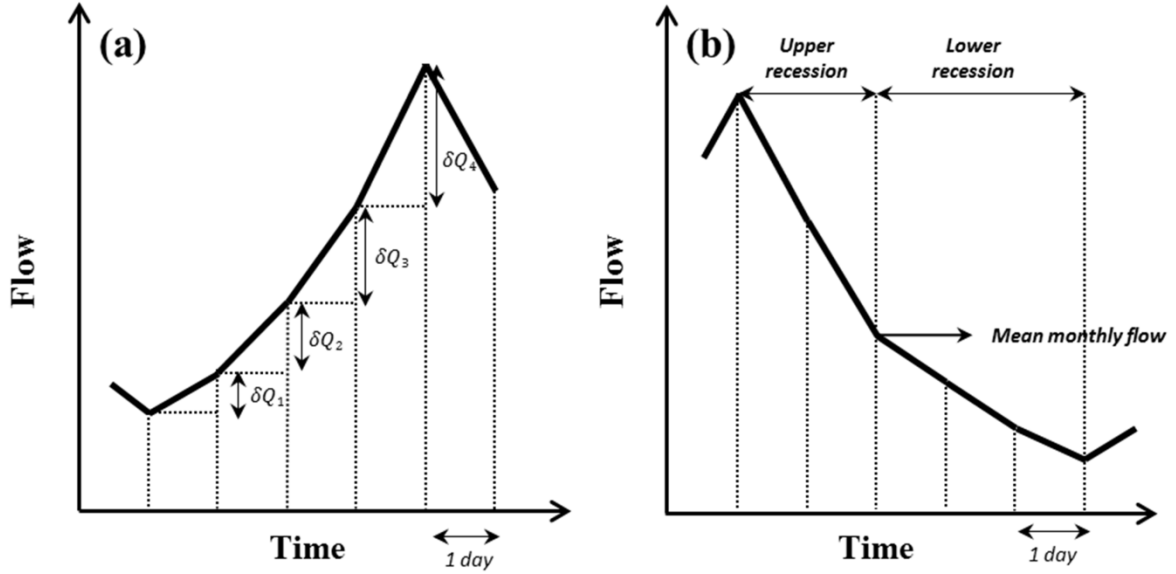 (a)
Flow
δQ₁
δQ₂
δQ₃
δQ₄
Time
1 day
(b)
Upper
recession
Lower
recession
Flow
Mean monthly flow
Time
1 day